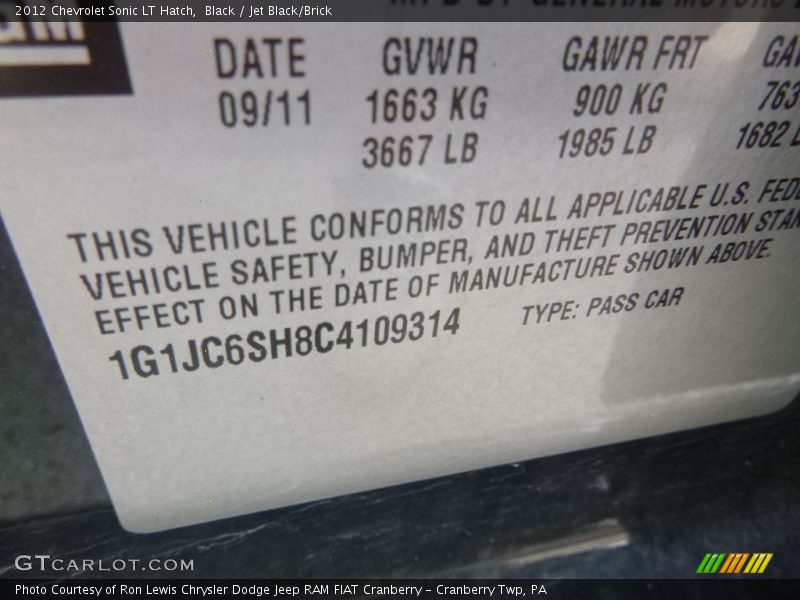 2012 Chevrolet Sonic LT Hatch, Black / Jet Black/Brick
GM
DATE GVWR GAWR FRT
09/11 1663 KG 900 KG 763
3667 LB 1985 LB 1682
THIS VEHICLE CONFORMS TO ALL APPLICABLE U.S.
VEHICLE SAFETY, BUMPER, AND THEFT PREVENTION
EFFECT ON THE DATE OF MANUFACTURE SHOWN ABOVE.
1G1JC6SH8C4109314 TYPE: PASS CAR
GTCARLOT.COM
Photo Courtesy of Ron Lewis Chrysler Dodge Jeep RAM FIAT Cranberry – Cranberry Twp, PA